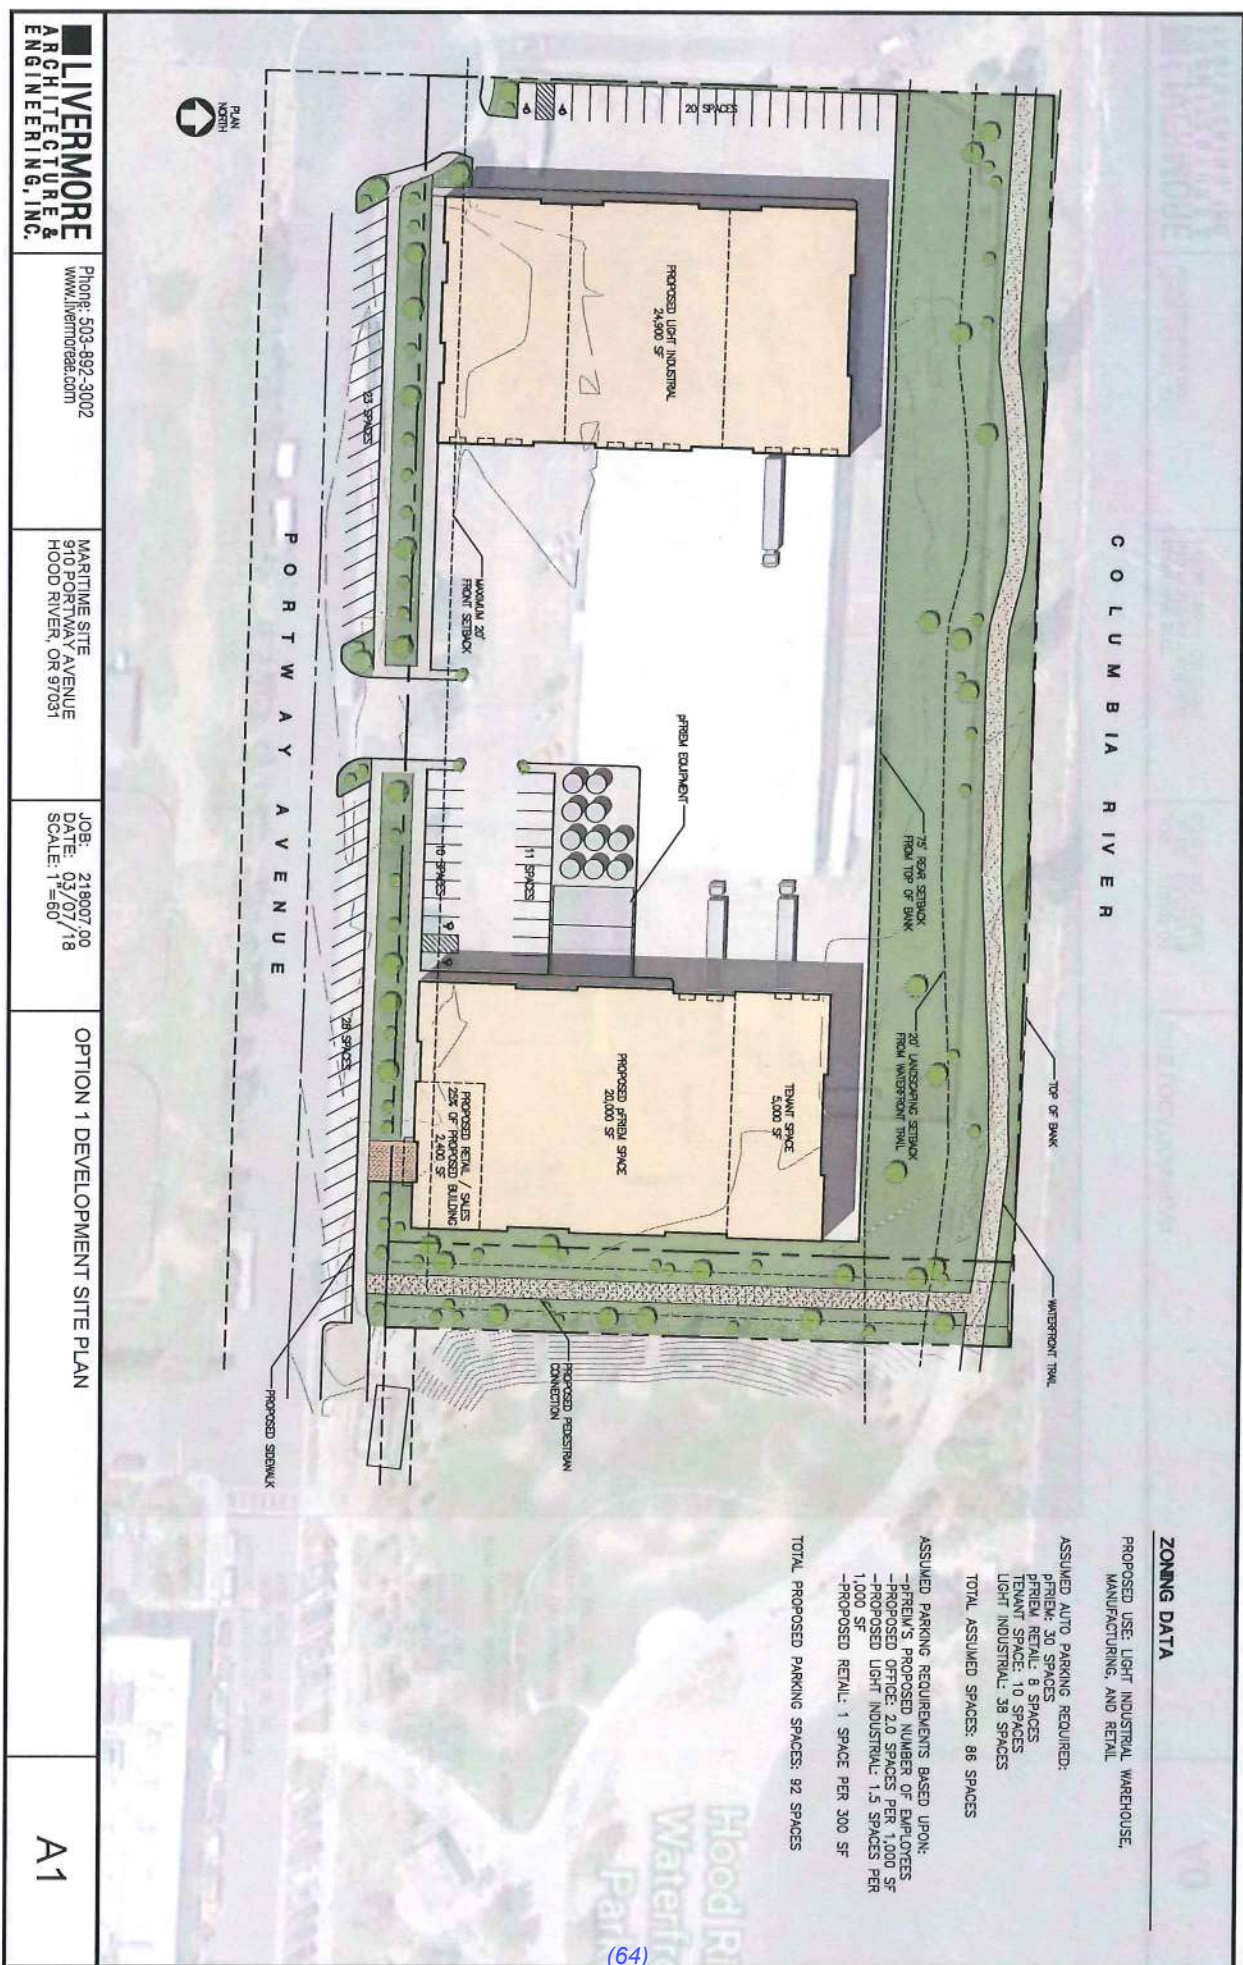 ZONING DATA
PROPOSED USE: LIGHT INDUSTRIAL WAREHOUSE,
MANUFACTURING, AND RETAIL
ASSUMED AUTO PARKING REQUIRED:
pFRIEM: 30 SPACES
pFRIEM RETAIL: 8 SPACES
TENANT SPACE: 10 SPACES
LIGHT INDUSTRIAL: 38 SPACES
TOTAL ASSUMED SPACES: 86 SPACES
ASSUMED PARKING REQUIREMENTS BASED UPON:
-pFREIM'S PROPOSED NUMBER OF EMPLOYEES
-PROPOSED OFFICE: 2.0 SPACES PER 1,000 SF
-PROPOSED LIGHT INDUSTRIAL: 1.5 SPACES PER
1,000 SF
-PROPOSED RETAIL: 1 SPACE PER 300 SF
TOTAL PROPOSED PARKING SPACES: 92 SPACES
COLUMBIA RIVER
TOP OF BANK
WATERFRONT TRAIL
75' REAR SETBACK
FROM TOP OF BANK
20' LANDSCAPING SETBACK
FROM WATERFRONT TRAIL
20 SPACES
PROPOSED LIGHT INDUSTRIAL
24,900 SF
pFRIEM EQUIPMENT
TENANT SPACE
5,000 SF
PROPOSED pFRIEM SPACE
20,000 SF
PROPOSED RETAIL / SALES
25% OF PROPOSED BUILDING
2,400 SF
11 SPACES
10 SPACES
MAXIMUM 20'
FRONT SETBACK
23 SPACES
28 SPACES
PROPOSED PEDESTRIAN
CONNECTION
PROPOSED SIDEWALK
PORTWAY AVENUE
PLAN
NORTH
Hood Ri
Waterfro
Park
LIVERMORE
ARCHITECTURE &
ENGINEERING, INC.
Phone: 503-892-3002
www.livermoreae.com
MARITIME SITE
910 PORTWAY AVENUE
HOOD RIVER, OR 97031
JOB: 218007.00
DATE: 03/07/18
SCALE: 1"=60'
OPTION 1 DEVELOPMENT SITE PLAN
A1
(64)